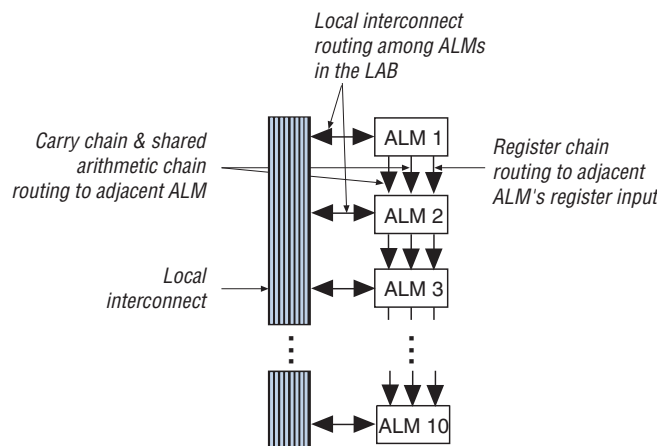 Local interconnect
routing among ALMs
in the LAB
Carry chain & shared
arithmetic chain
routing to adjacent ALM
Register chain
routing to adjacent
ALM's register input
ALM 1
ALM 2
Local
interconnect
ALM 3
ALM 10